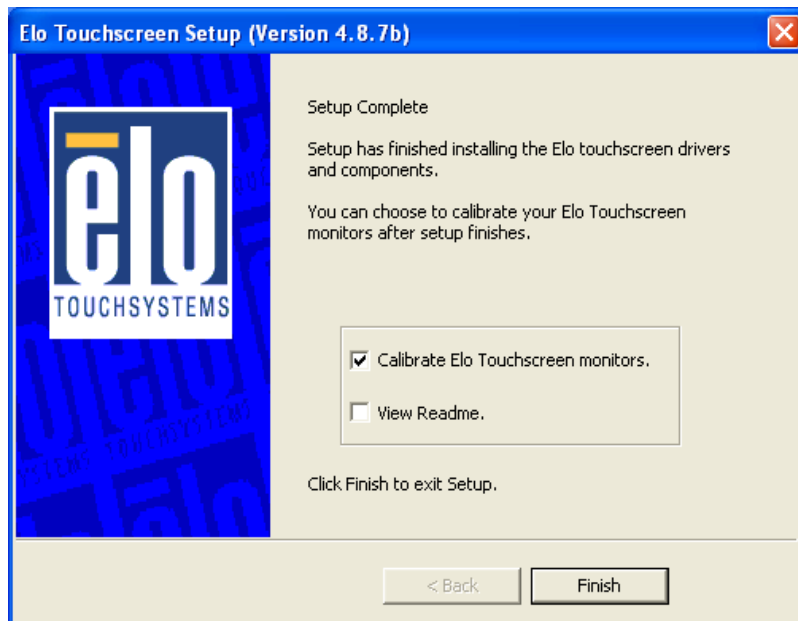 Elo Touchscreen Setup (Version 4.8.7b)
elo
TOUCHSYSTEMS
Setup Complete
Setup has finished installing the Elo touchscreen drivers
and components.
You can choose to calibrate your Elo Touchscreen
monitors after setup finishes.
Calibrate Elo Touchscreen monitors.
View Readme.
Click Finish to exit Setup.
< Back
Finish